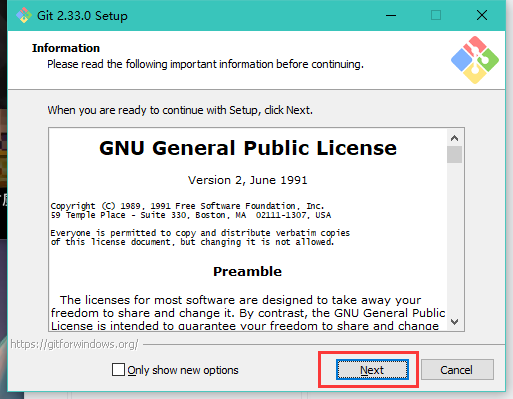 Git 2.33.0 Setup
Information
Please read the following important information before continuing.
When you are ready to continue with Setup, click Next.
GNU General Public License
Version 2, June 1991
Copyright (C) 1989, 1991 Free Software Foundation, Inc.
59 Temple Place - Suite 330, Boston, MA  02111-1307, USA
Everyone is permitted to copy and distribute verbatim copies
of this license document, but changing it is not allowed.
Preamble
The licenses for most software are designed to take away your
freedom to share and change it. By contrast, the GNU General Public
License is intended to guarantee your freedom to share and change
https://gitforwindows.org/
Only show new options
Next
Cancel